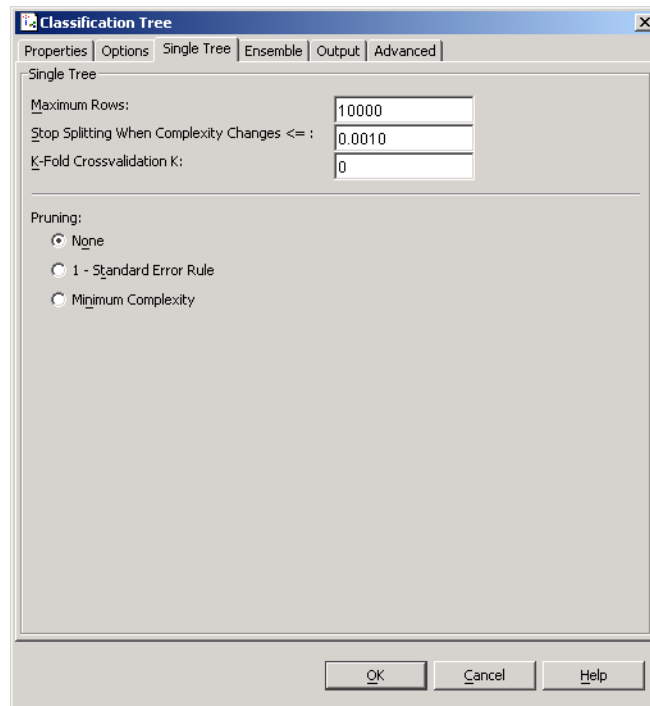 Classification Tree
Properties Options Single Tree Ensemble Output Advanced
Single Tree
Maximum Rows: 10000
Stop Splitting When Complexity Changes <= : 0.0010
K-Fold Crossvalidation K: 0
Pruning:
None
1 - Standard Error Rule
Minimum Complexity
OK Cancel Help